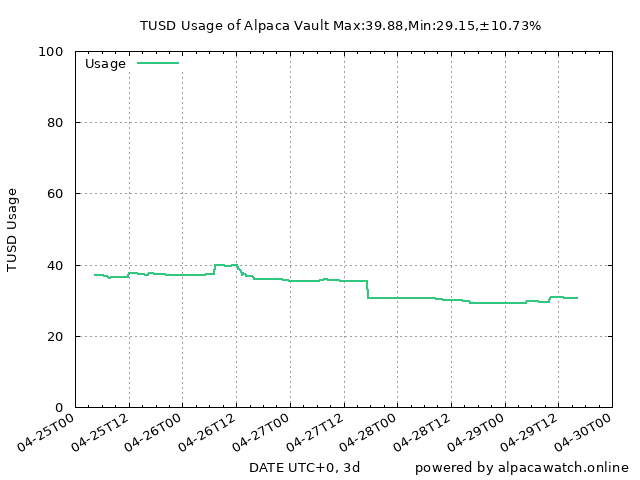 TUSD Usage of Alpaca Vault Max:39.88,Min:29.15,±10.73%
Usage
TUSD Usage
100
80
60
40
20
0
04-25T00
04-25T12
04-26T00
04-26T12
04-27T00
04-27T12
04-28T00
04-28T12
04-29T00
04-29T12
04-30T00
DATE UTC+0, 3d
powered by alpacawatch.online